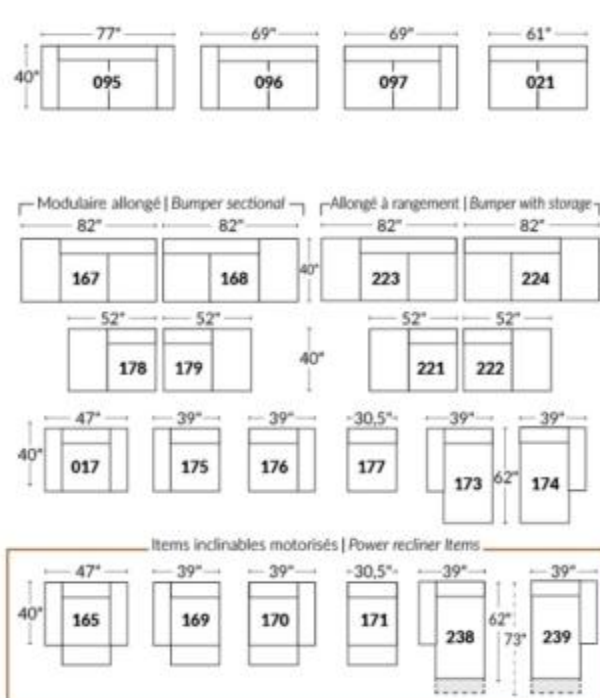 77" 69" 69" 61"
40" 095 096 097 021
Modulaire allongé | Bumper sectional Allongé à rangement | Bumper with storage
82" 82" 82" 82"
167 168 40" 223 224
52" 52" 52" 52"
178 179 40" 221 222
47" 39" 39" 30,5" 39" 39"
40" 017 175 176 177 173 62" 174
Items inclinables motorisés | Power recliner Items
47" 39" 39" 30,5" 39" 39"
40" 165 169 170 171 238 62" 73" 239